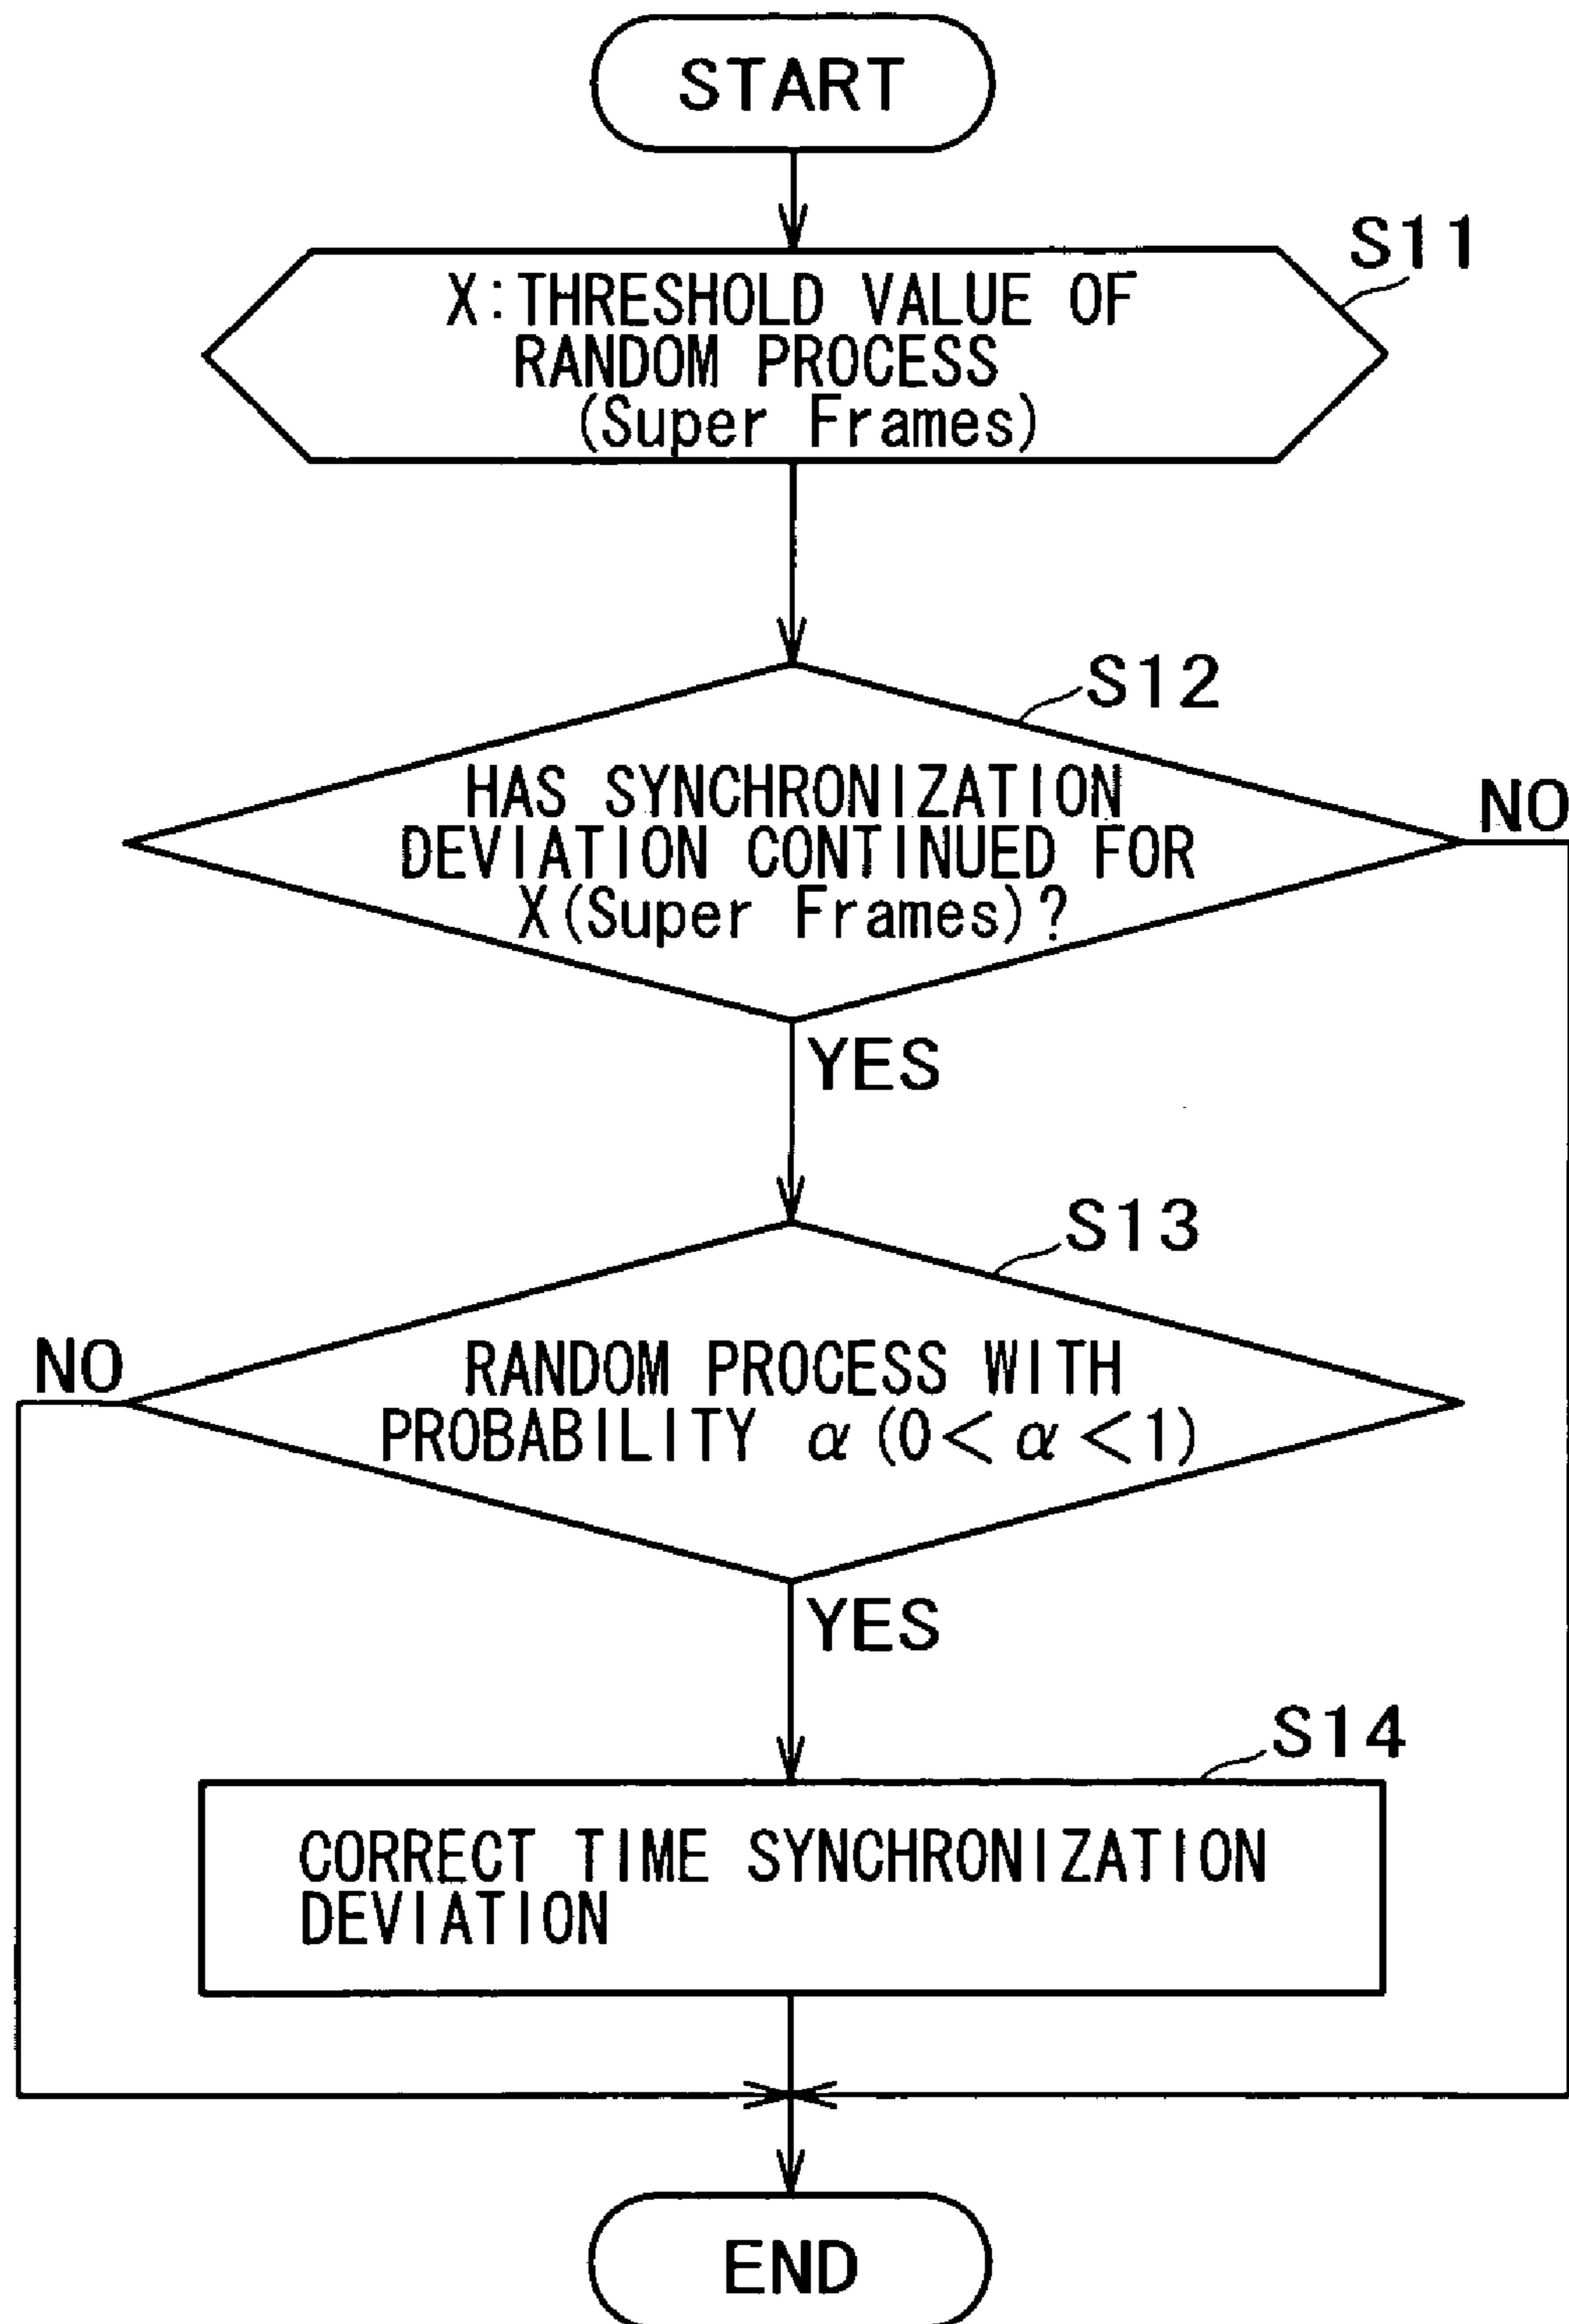 START
S11
X:THRESHOLD VALUE OF
RANDOM PROCESS
(Super Frames)
S12
HAS SYNCHRONIZATION
DEVIATION CONTINUED FOR
X(Super Frames)?
NO
YES
S13
RANDOM PROCESS WITH
PROBABILITY α (0< α <1)
NO
YES
S14
CORRECT TIME SYNCHRONIZATION
DEVIATION
END